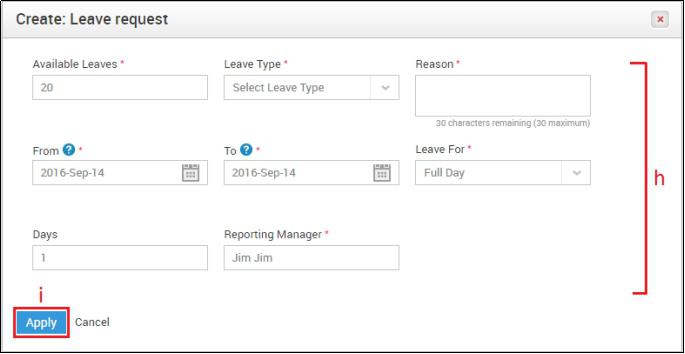 Create: Leave request
Available Leaves *
Leave Type *
Reason *
20
Select Leave Type
30 characters remaining (30 maximum)
From ? *
To ? *
Leave For *
2016-Sep-14
2016-Sep-14
Full Day
h
Days
Reporting Manager *
1
Jim Jim
i
Apply
Cancel